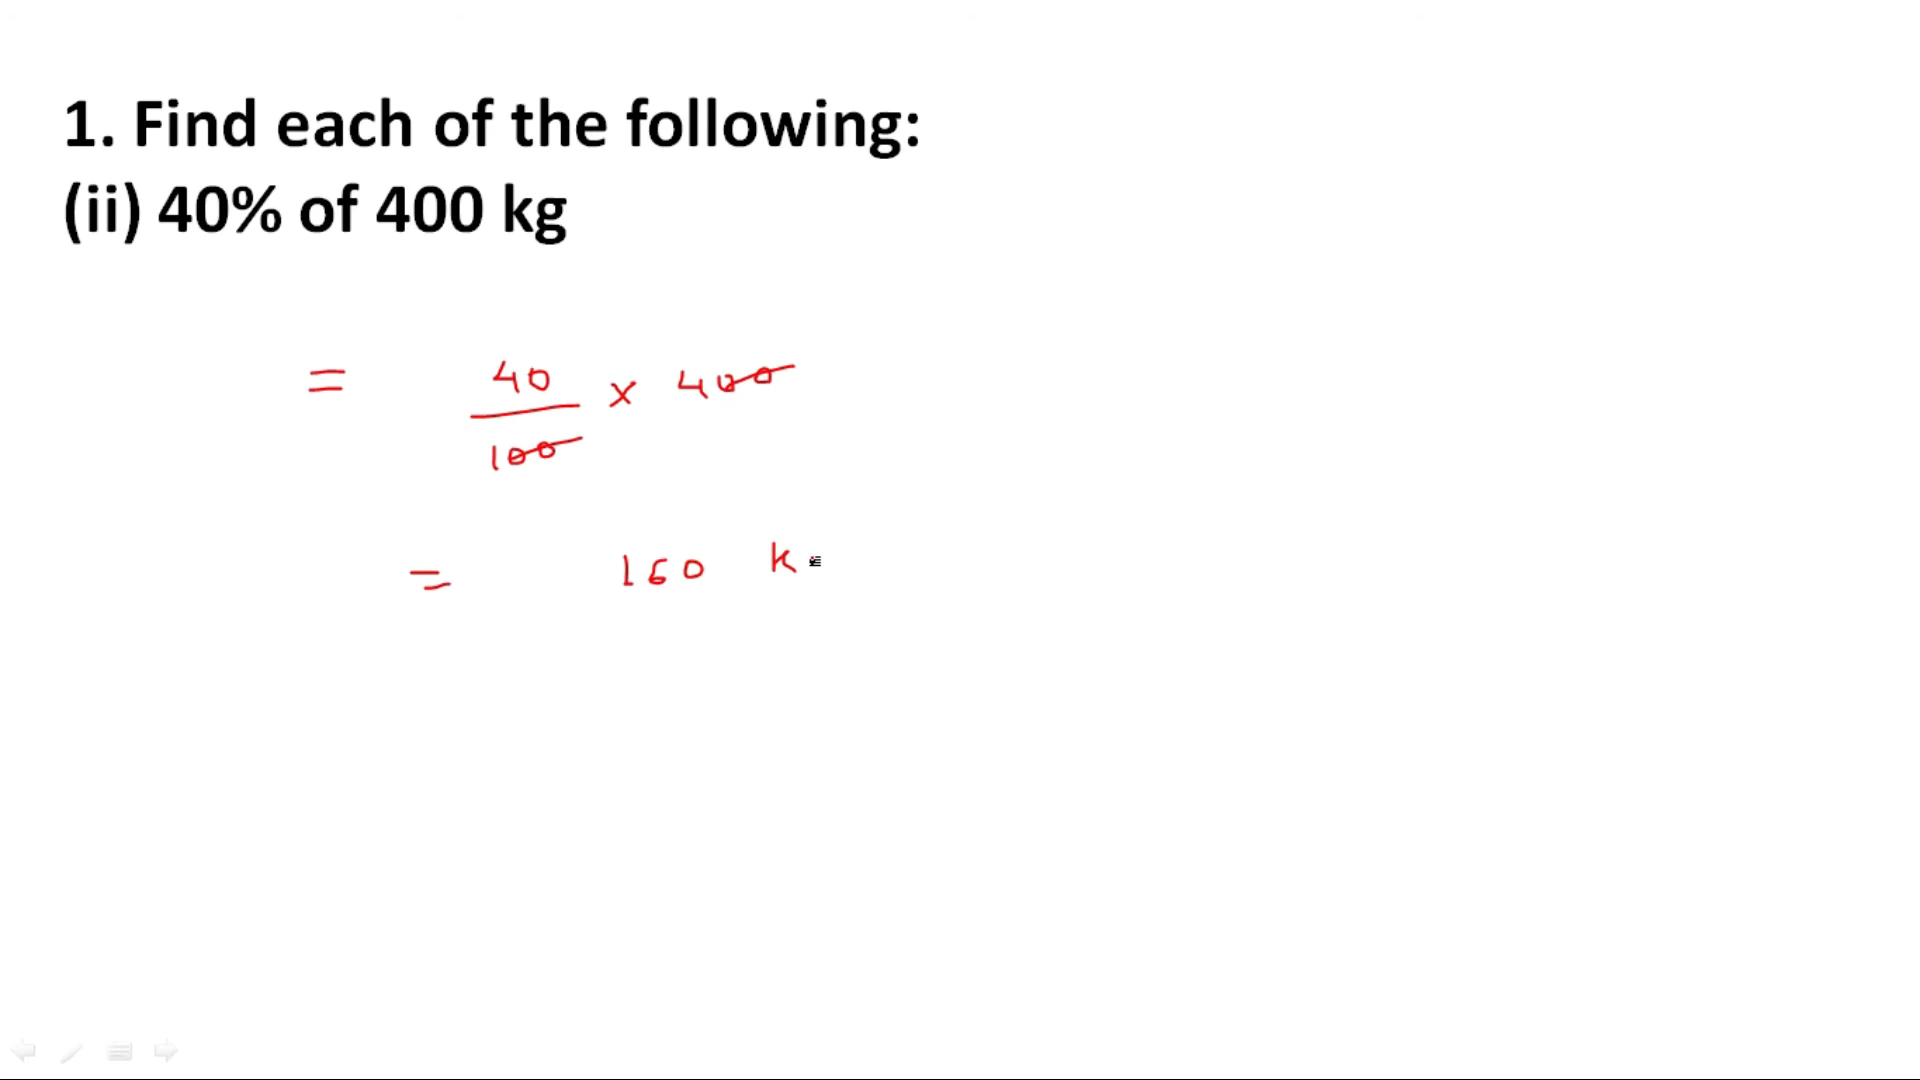 1. Find each of the following:
(ii) 40% of 400 kg
= 40/100 x 400
= 160 k